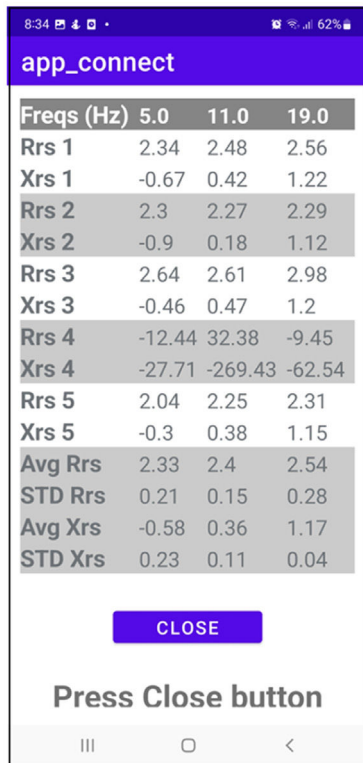 8:34 62%
app_connect
Freqs (Hz) 5.0 11.0 19.0
Rrs 1 2.34 2.48 2.56
Xrs 1 -0.67 0.42 1.22
Rrs 2 2.3 2.27 2.29
Xrs 2 -0.9 0.18 1.12
Rrs 3 2.64 2.61 2.98
Xrs 3 -0.46 0.47 1.2
Rrs 4 -12.44 32.38 -9.45
Xrs 4 -27.71 -269.43 -62.54
Rrs 5 2.04 2.25 2.31
Xrs 5 -0.3 0.38 1.15
Avg Rrs 2.33 2.4 2.54
STD Rrs 0.21 0.15 0.28
Avg Xrs -0.58 0.36 1.17
STD Xrs 0.23 0.11 0.04
CLOSE
Press Close button